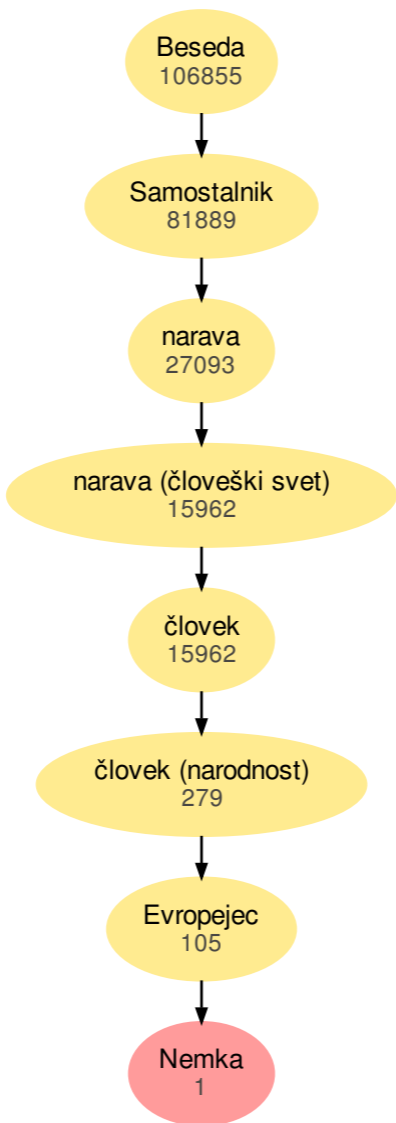 Beseda
106855
Samostalnik
81889
narava
27093
narava (človeški svet)
15962
človek
15962
človek (narodnost)
279
Evropejec
105
Nemka
1